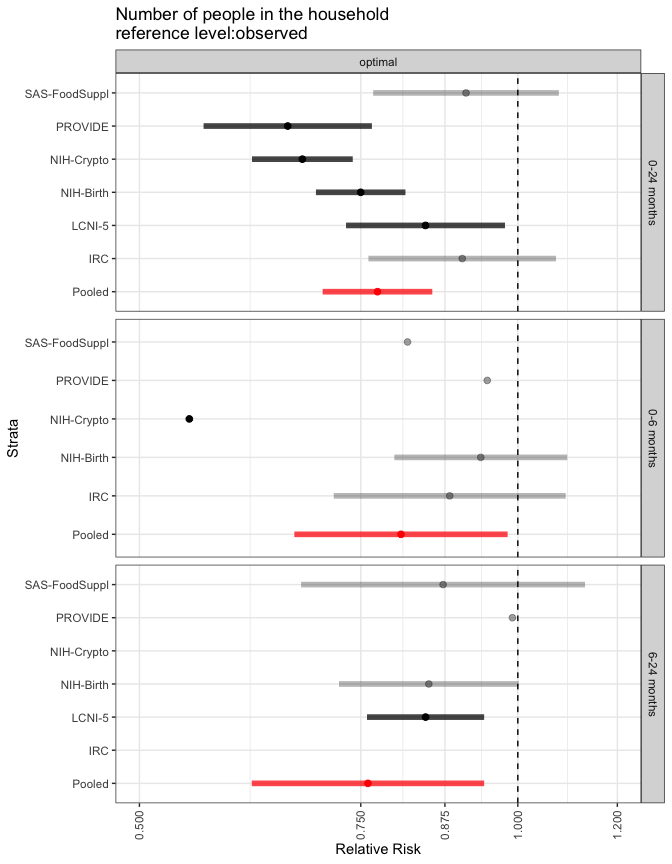 Number of people in the household
reference level:observed
optimal
SAS-FoodSuppl
PROVIDE
NIH-Crypto
NIH-Birth
LCNI-5
IRC
Pooled
0-24 months
SAS-FoodSuppl
PROVIDE
NIH-Crypto
NIH-Birth
IRC
Pooled
0-6 months
SAS-FoodSuppl
PROVIDE
NIH-Crypto
NIH-Birth
LCNI-5
IRC
Pooled
6-24 months
Strata
0.500
0.750
0.875
1.000
1.200
Relative Risk